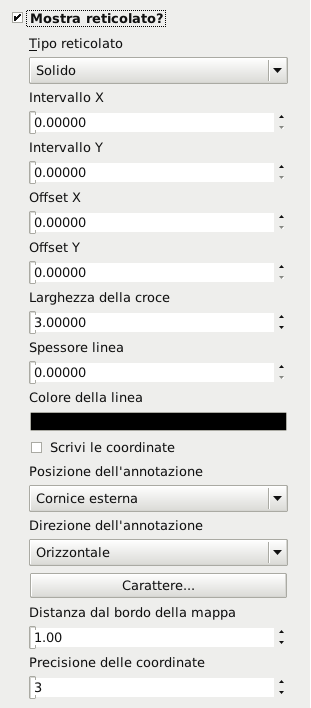 Mostra reticolato?
Tipo reticolato
Solido
Intervallo X
0.00000
Intervallo Y
0.00000
Offset X
0.00000
Offset Y
0.00000
Larghezza della croce
3.00000
Spessore linea
0.00000
Colore della linea
Scrivi le coordinate
Posizione dell'annotazione
Cornice esterna
Direzione dell'annotazione
Orizzontale
Carattere...
Distanza dal bordo della mappa
1.00
Precisione delle coordinate
3